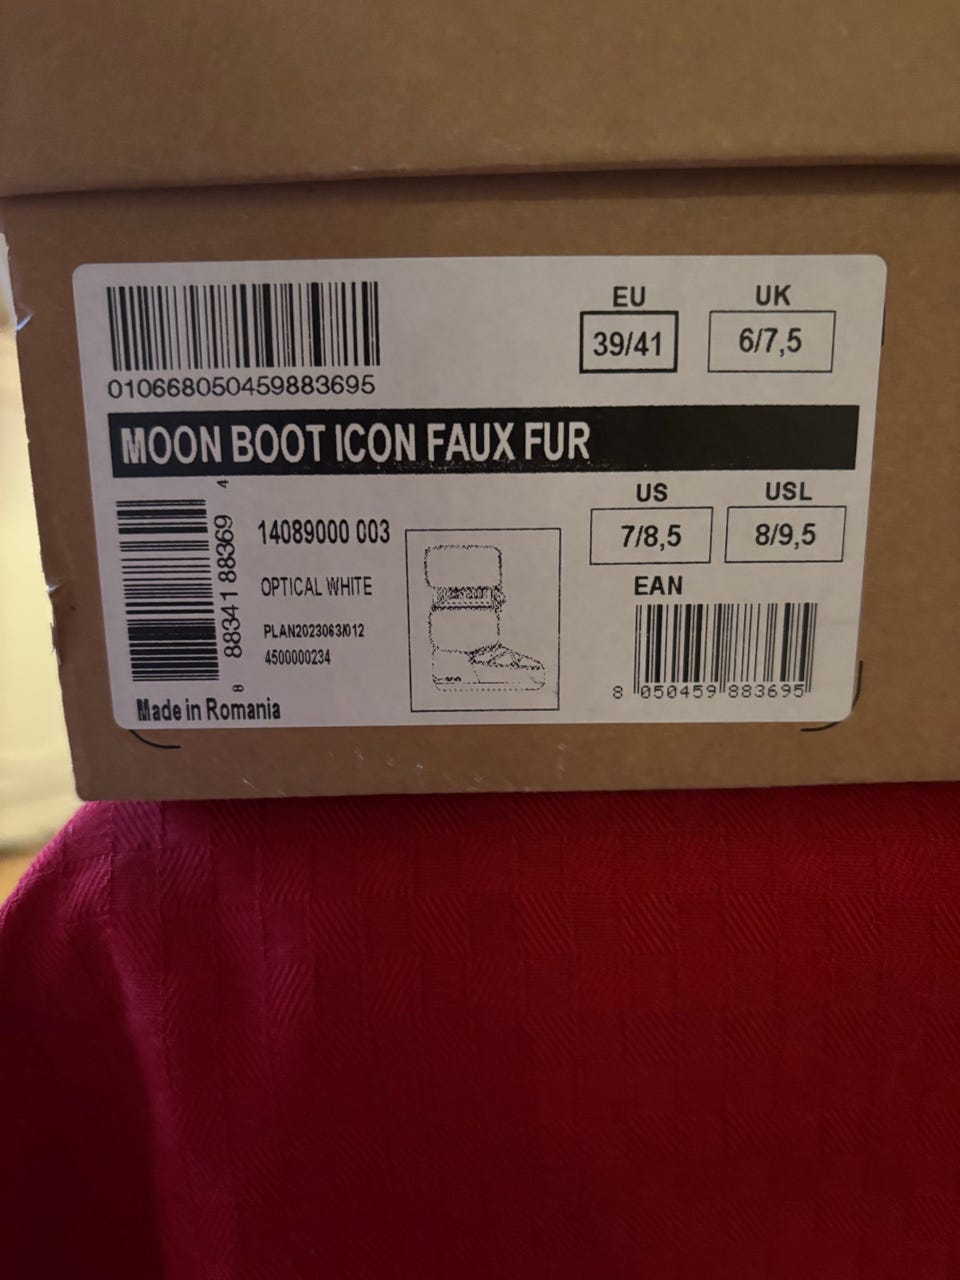 EU
UK
39/41
6/7,5
010668050459883695
MOON BOOT ICON FAUX FUR
US
USL
7/8,5
8/9,5
8 88341 88369 4
14089000 003
OPTICAL WHITE
PLAN2023063/012
4500000234
EAN
8 050459 883695
Made in Romania